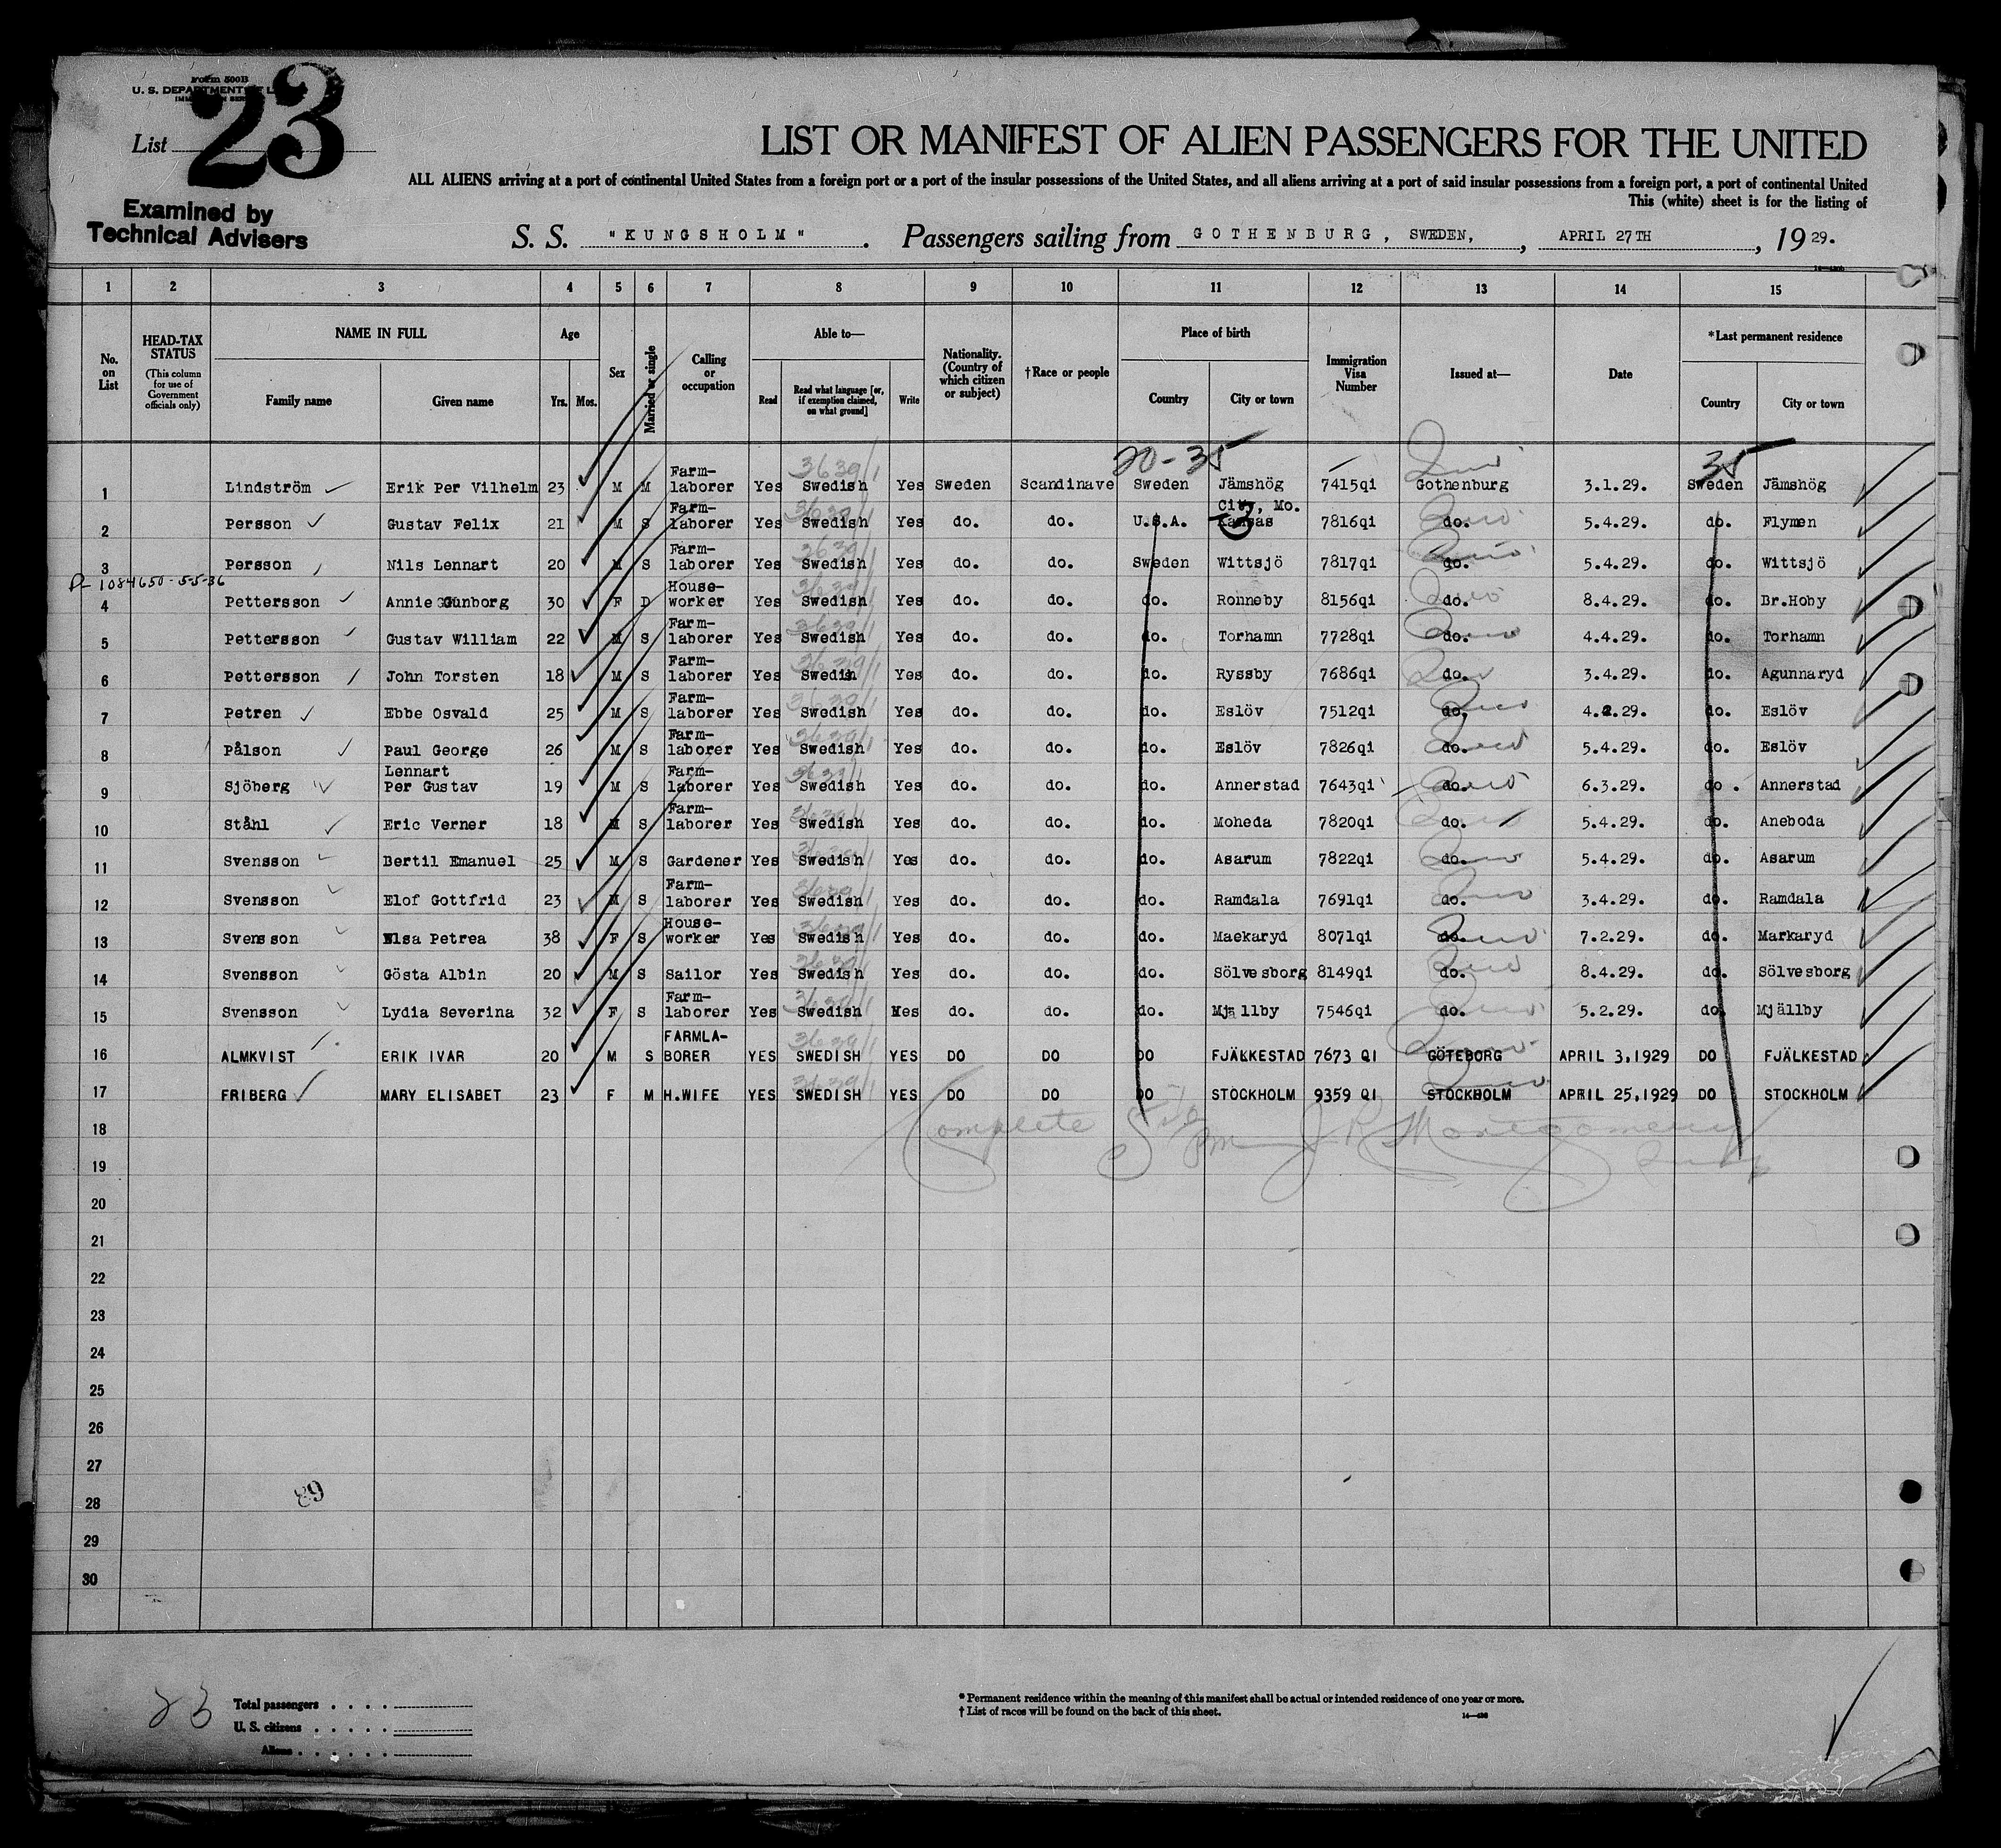 Form 500B
U. S. DEPARTMENT OF L
List 23
Examined by
Technical Advisers
LIST OR MANIFEST OF ALIEN PASSENGERS FOR THE UNITED
ALL ALIENS arriving at a port of continental United States from a foreign port or a port of the insular possessions of the United States, and all aliens arriving at a port of said insular possessions from a foreign port, a port of continental United
This (white) sheet is for the listing of
S. S. "KUNGSHOLM". Passengers sailing from GOTHENBURG, SWEDEN, , APRIL 27TH , 1929.
1 2 3 4 5 6 7 8 9 10 11 12 13 14 15
No. on List
HEAD-TAX STATUS (This column for use of Government officials only)
NAME IN FULL Family name Given name
Age Yrs. Mos.
Sex
Married or single
Calling or occupation
Able to— Read Read what language [or, if exemption claimed, on what ground] Write
Nationality. (Country of which citizen or subject)
†Race or people
Place of birth Country City or town
Immigration Visa Number
Issued at—
Date
*Last permanent residence Country City or town
20-35 35
1 Lindström Erik Per Vilhelm 23 M M Farm-laborer Yes Swedish Yes Sweden Scandinave Sweden Jämshög 7415qi Gothenburg 3.1.29. Sweden Jämshög
2 Persson Gustav Felix 21 M S Farm-laborer Yes Swedish Yes do. do. U.S.A. Kansas City, Mo. 3 7816qi do. 5.4.29. do. Flymen
3 Persson Nils Lennart 20 M S Farm-laborer Yes Swedish Yes do. do. Sweden Wittsjö 7817qi do. 5.4.29. do. Wittsjö
1084650-5-5-36
4 Pettersson Annie Gunborg 30 F D House-worker Yes Swedish Yes do. do. do. Ronneby 8156qi do. 8.4.29. do. Br.Hoby
5 Pettersson Gustav William 22 M S Farm-laborer Yes Swedish Yes do. do. do. Torhamn 7728qi do. 4.4.29. do. Torhamn
6 Pettersson John Torsten 18 M S Farm-laborer Yes Swedih Yes do. do. do. Ryssby 7686qi do. 3.4.29. do. Agunnaryd
7 Petren Ebbe Osvald 25 M S Farm-laborer Yes Swedish Yes do. do. do. Eslöv 7512qi do. 4.2.29. do. Eslöv
8 Pålson Paul George 26 M S Farm-laborer Yes Swedish Yes do. do. do. Eslöv 7826qi do. 5.4.29. do. Eslöv
9 Sjöberg Lennart Per Gustav 19 M S Farm-laborer Yes Swedish Yes do. do. do. Annerstad 7643qi do. 6.3.29. do. Annerstad
10 Ståhl Eric Verner 18 M S Farm-laborer Yes Swedish Yes do. do. do. Moheda 7820qi do. 5.4.29. do. Aneboda
11 Svensson Bertil Emanuel 25 M S Gardener Yes Swedish Yes do. do. do. Asarum 7822qi do. 5.4.29. do. Asarum
12 Svensson Elof Gottfrid 23 M S Farm-laborer Yes Swedish Yes do. do. do. Ramdala 7691qi do. 3.4.29. do. Ramdala
13 Svensson Elsa Petrea 38 F S House-worker Yes Swedish Yes do. do. do. Maekaryd 8071qi do. 7.2.29. do. Markaryd
14 Svensson Gösta Albin 20 M S Sailor Yes Swedish Yes do. do. do. Sölvesborg 8149qi do. 8.4.29. do. Sölvesborg
15 Svensson Lydia Severina 32 F S Farm-laborer Yes Swedish Yes do. do. do. Mjällby 7546qi do. 5.2.29. do. Mjällby
16 ALMKVIST ERIK IVAR 20 M S FARMLA-BORER YES SWEDISH YES DO DO DO FJÄLKESTAD 7673 QI GÖTEBORG APRIL 3,1929 DO FJÄLKESTAD
17 FRIBERG MARY ELISABET 23 F M H.WIFE YES SWEDISH YES DO DO DO STOCKHOLM 9359 QI STOCKHOLM APRIL 25,1929 DO STOCKHOLM
18 Complete J R Montgomery
19
20
21
22
23
24
25
26
27
28 89
29
30
23
Total passengers . . . .
U. S. citizens . . . . .
Aliens . . . . . .
* Permanent residence within the meaning of this manifest shall be actual or intended residence of one year or more.
† List of races will be found on the back of this sheet.